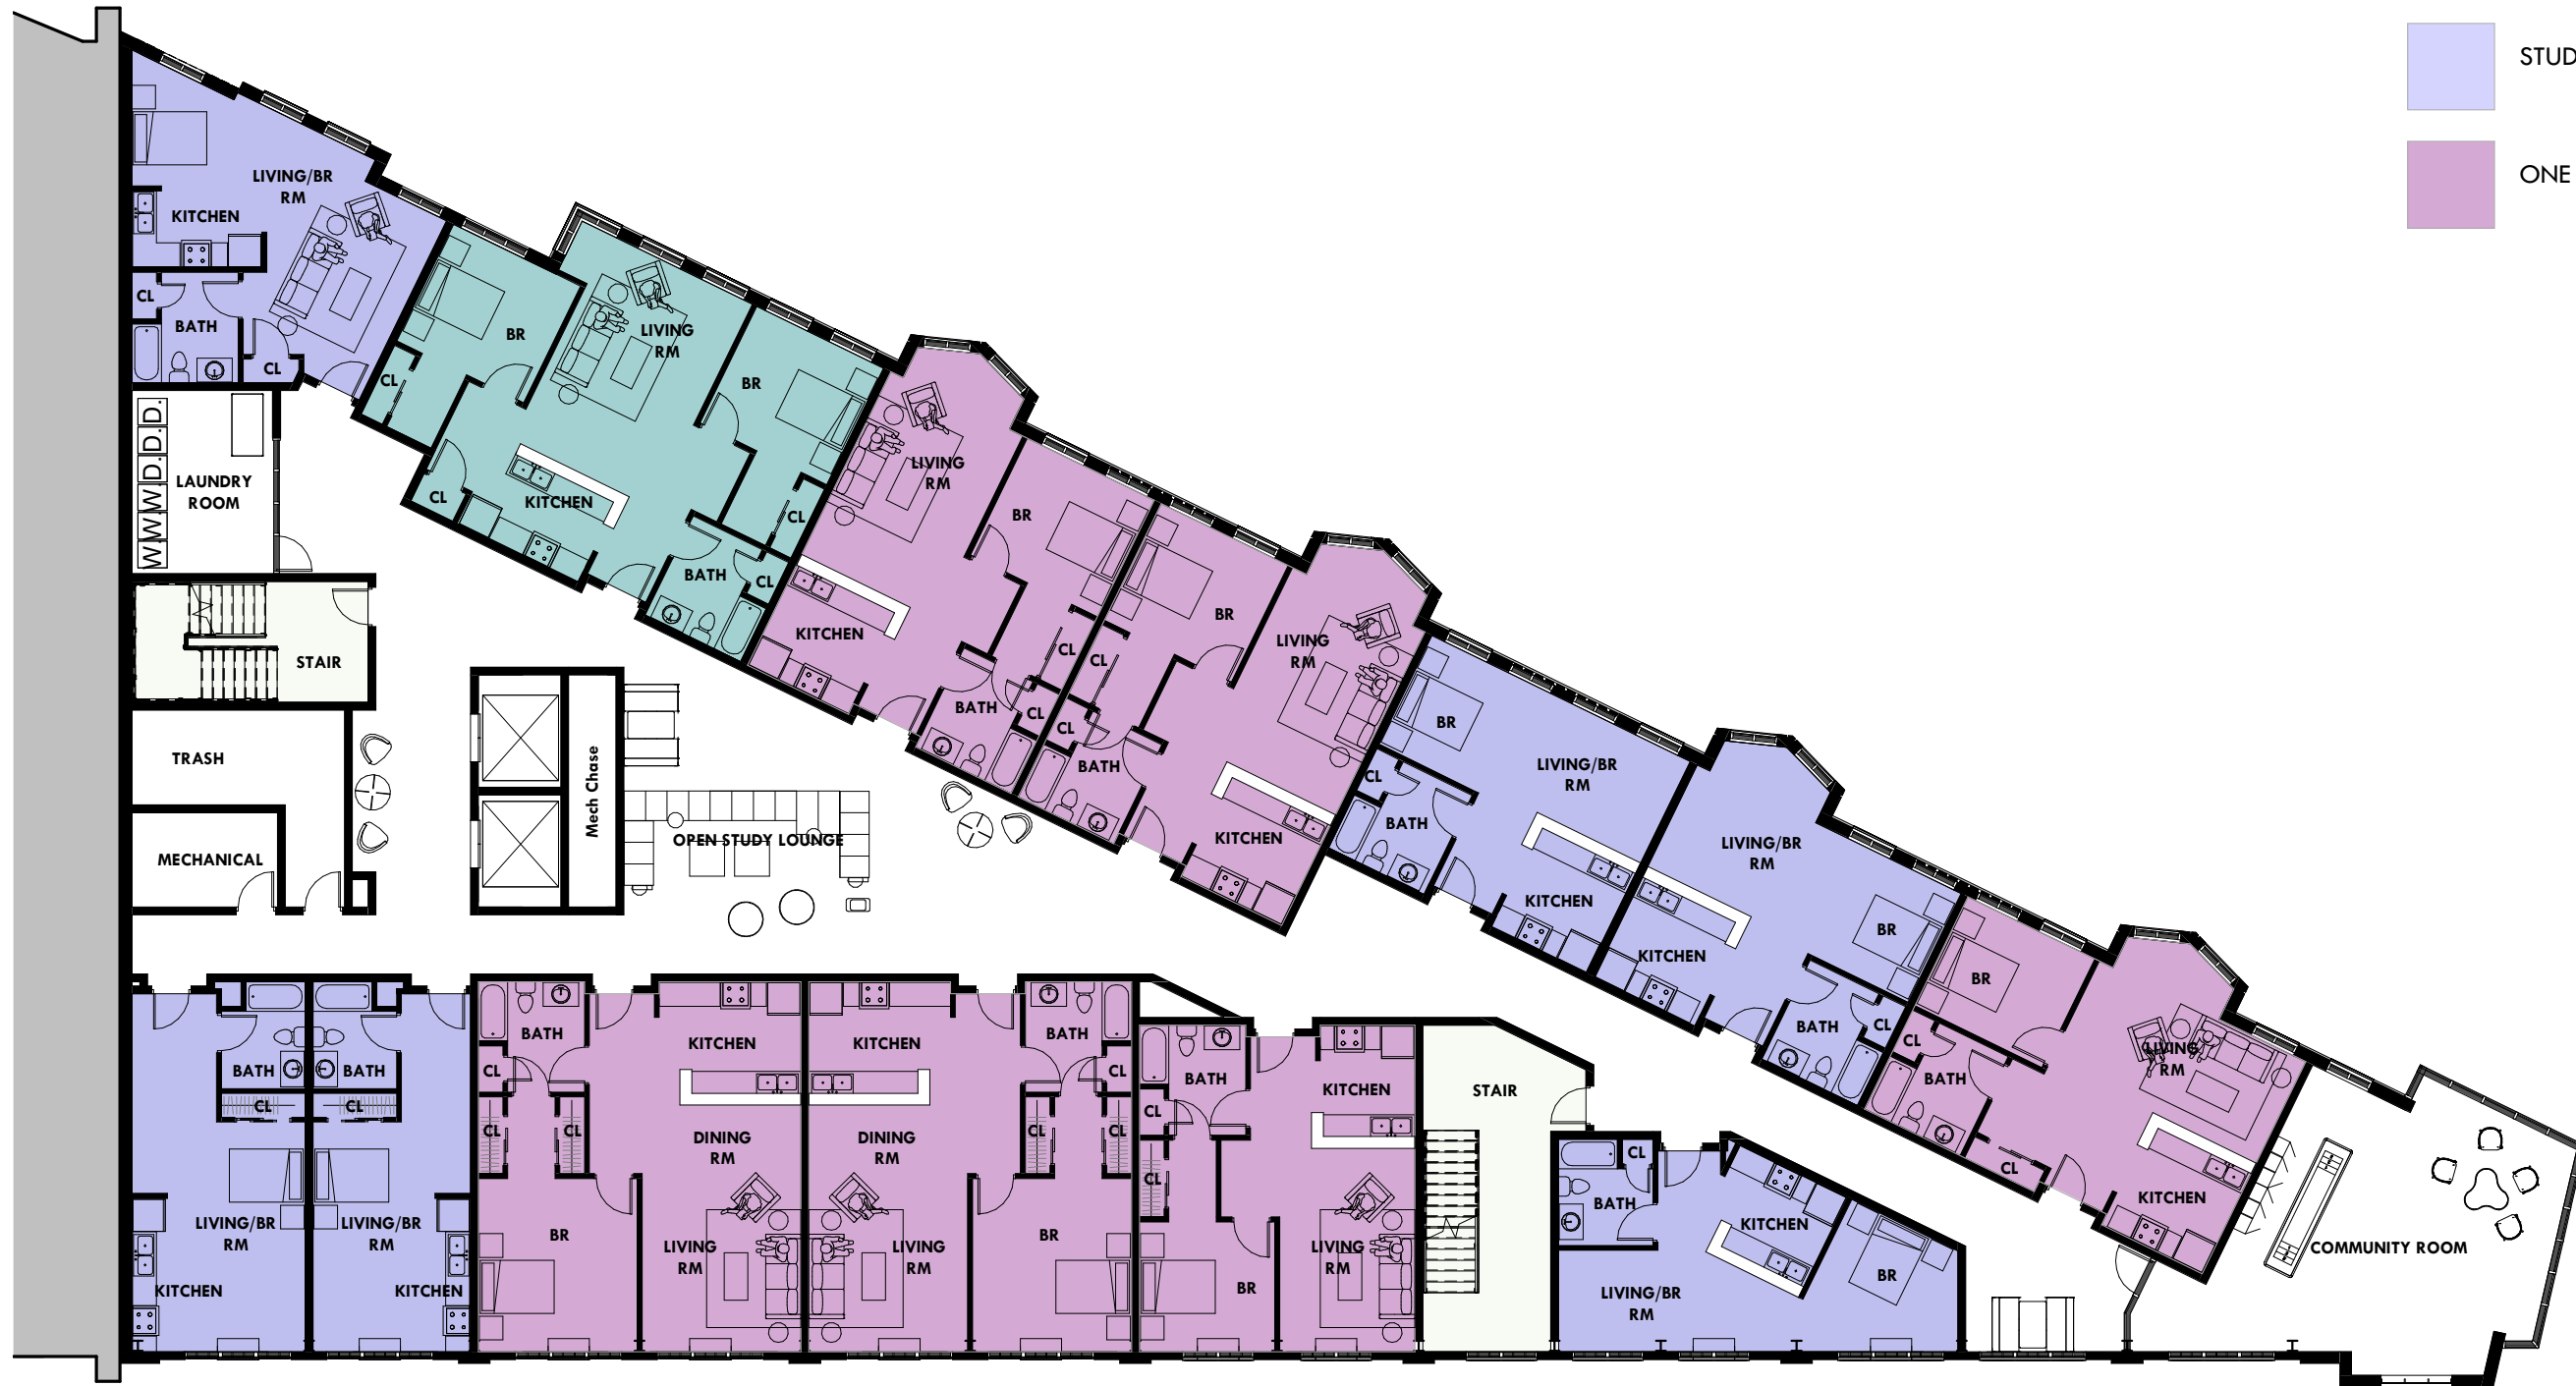 STUD
ONE
LIVING/BR
RM
KITCHEN
CL
BATH
CL
BR
LIVING
RM
BR
CL
CL
KITCHEN
CL
BATH
CL
LIVING
RM
BR
KITCHEN
CL
BATH
CL
BR
LIVING
RM
CL
CL
BATH
KITCHEN
BR
LIVING/BR
RM
CL
BATH
KITCHEN
LIVING/BR
RM
BR
KITCHEN
BATH
CL
BR
LIVING
RM
CL
BATH
CL
KITCHEN
COMMUNITY ROOM
D
D
D
W
W
W
LAUNDRY
ROOM
STAIR
TRASH
MECHANICAL
Mech Chase
OPEN STUDY LOUNGE
BATH
CL
LIVING/BR
RM
KITCHEN
BATH
CL
LIVING/BR
RM
KITCHEN
BATH
CL
CL
CL
BR
KITCHEN
DINING
RM
LIVING
RM
KITCHEN
DINING
RM
LIVING
RM
BATH
CL
CL
CL
BR
BATH
CL
CL
BR
KITCHEN
LIVING
RM
STAIR
CL
BATH
KITCHEN
LIVING/BR
RM
BR